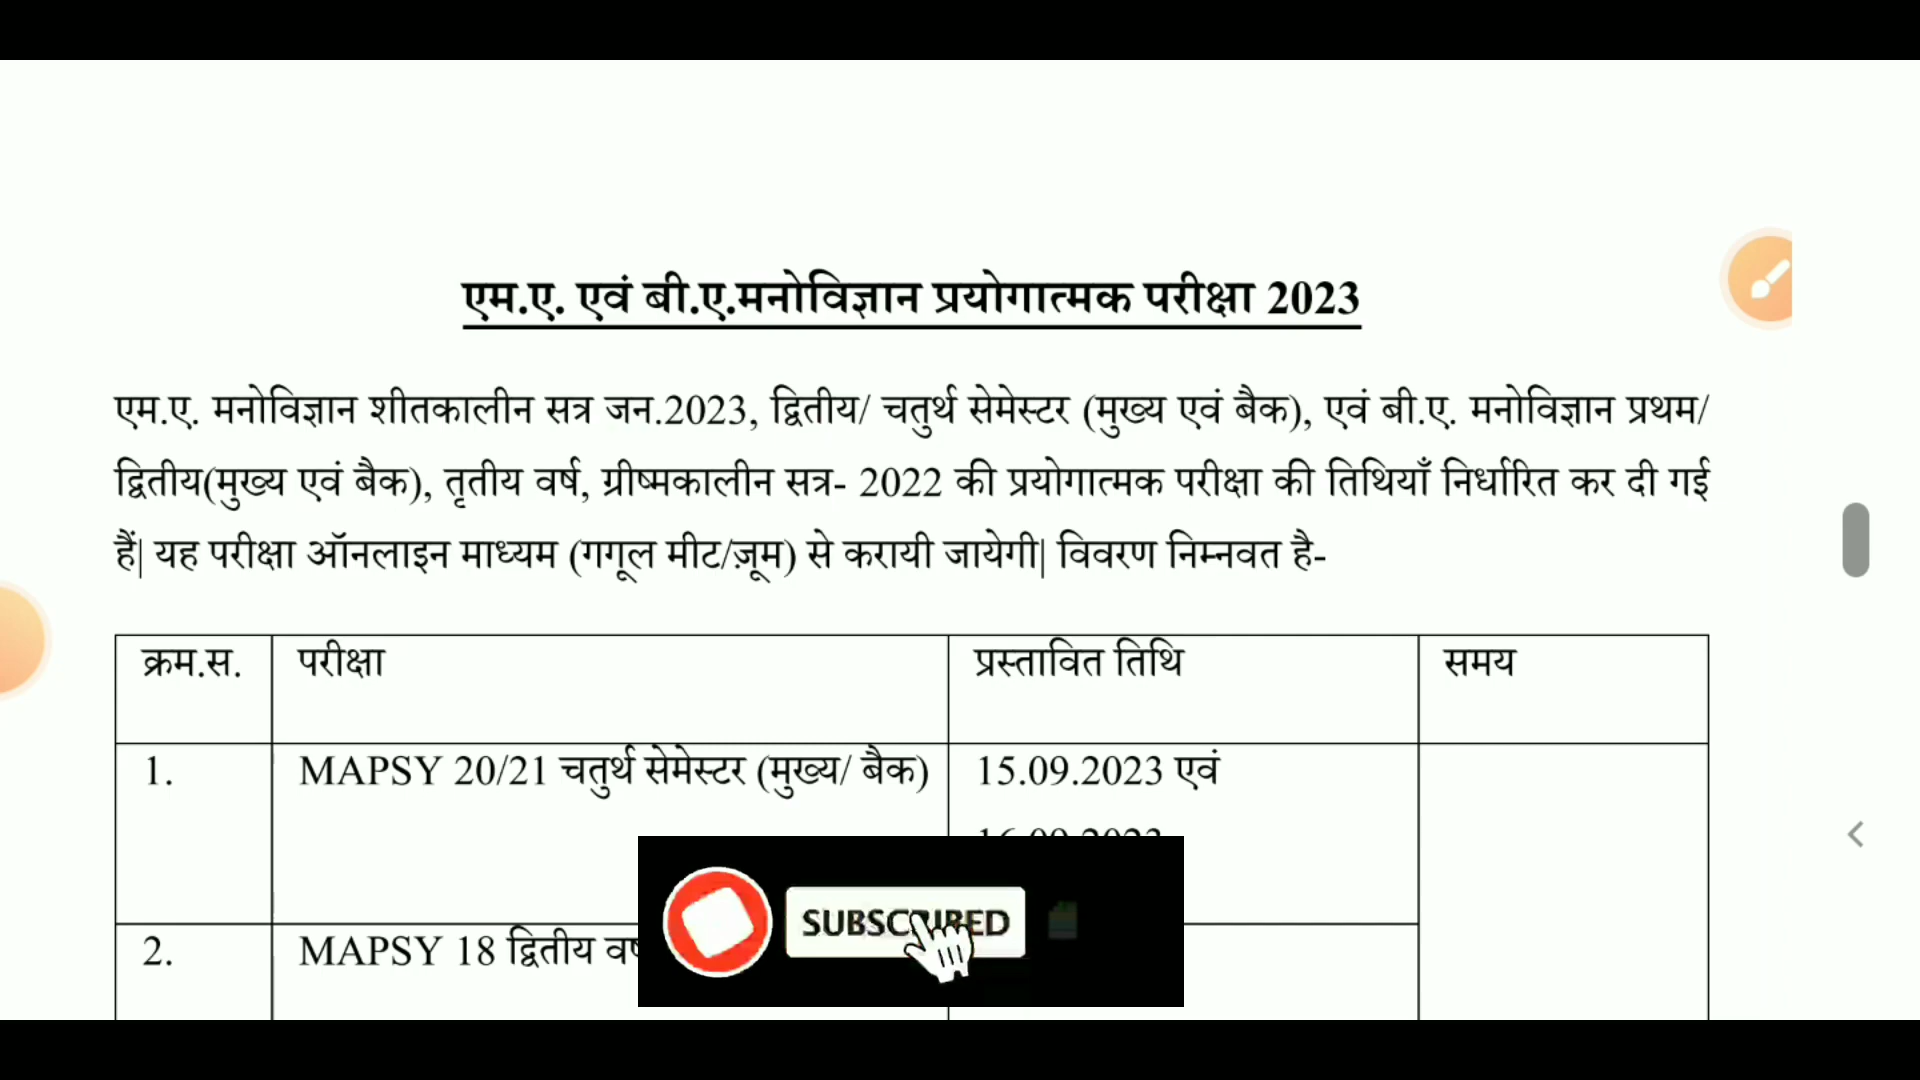 एम.ए. एवं बी.ए.मनोविज्ञान प्रयोगात्मक परीक्षा 2023
एम.ए. मनोविज्ञान शीतकालीन सत्र जन.2023, द्वितीय/ चतुर्थ सेमेस्टर (मुख्य एवं बैक), एवं बी.ए. मनोविज्ञान प्रथम/
द्वितीय(मुख्य एवं बैक), तृतीय वर्ष, ग्रीष्मकालीन सत्र- 2022 की प्रयोगात्मक परीक्षा की तिथियाँ निर्धारित कर दी गई
हैं| यह परीक्षा ऑनलाइन माध्यम (गगूल मीट/ज़ूम) से करायी जायेगी| विवरण निम्नवत है-
क्रम.स. परीक्षा प्रस्तावित तिथि समय
1. MAPSY 20/21 चतुर्थ सेमेस्टर (मुख्य/ बैक) 15.09.2023 एवं
2. MAPSY 18 द्वितीय
SUBSCRIBED